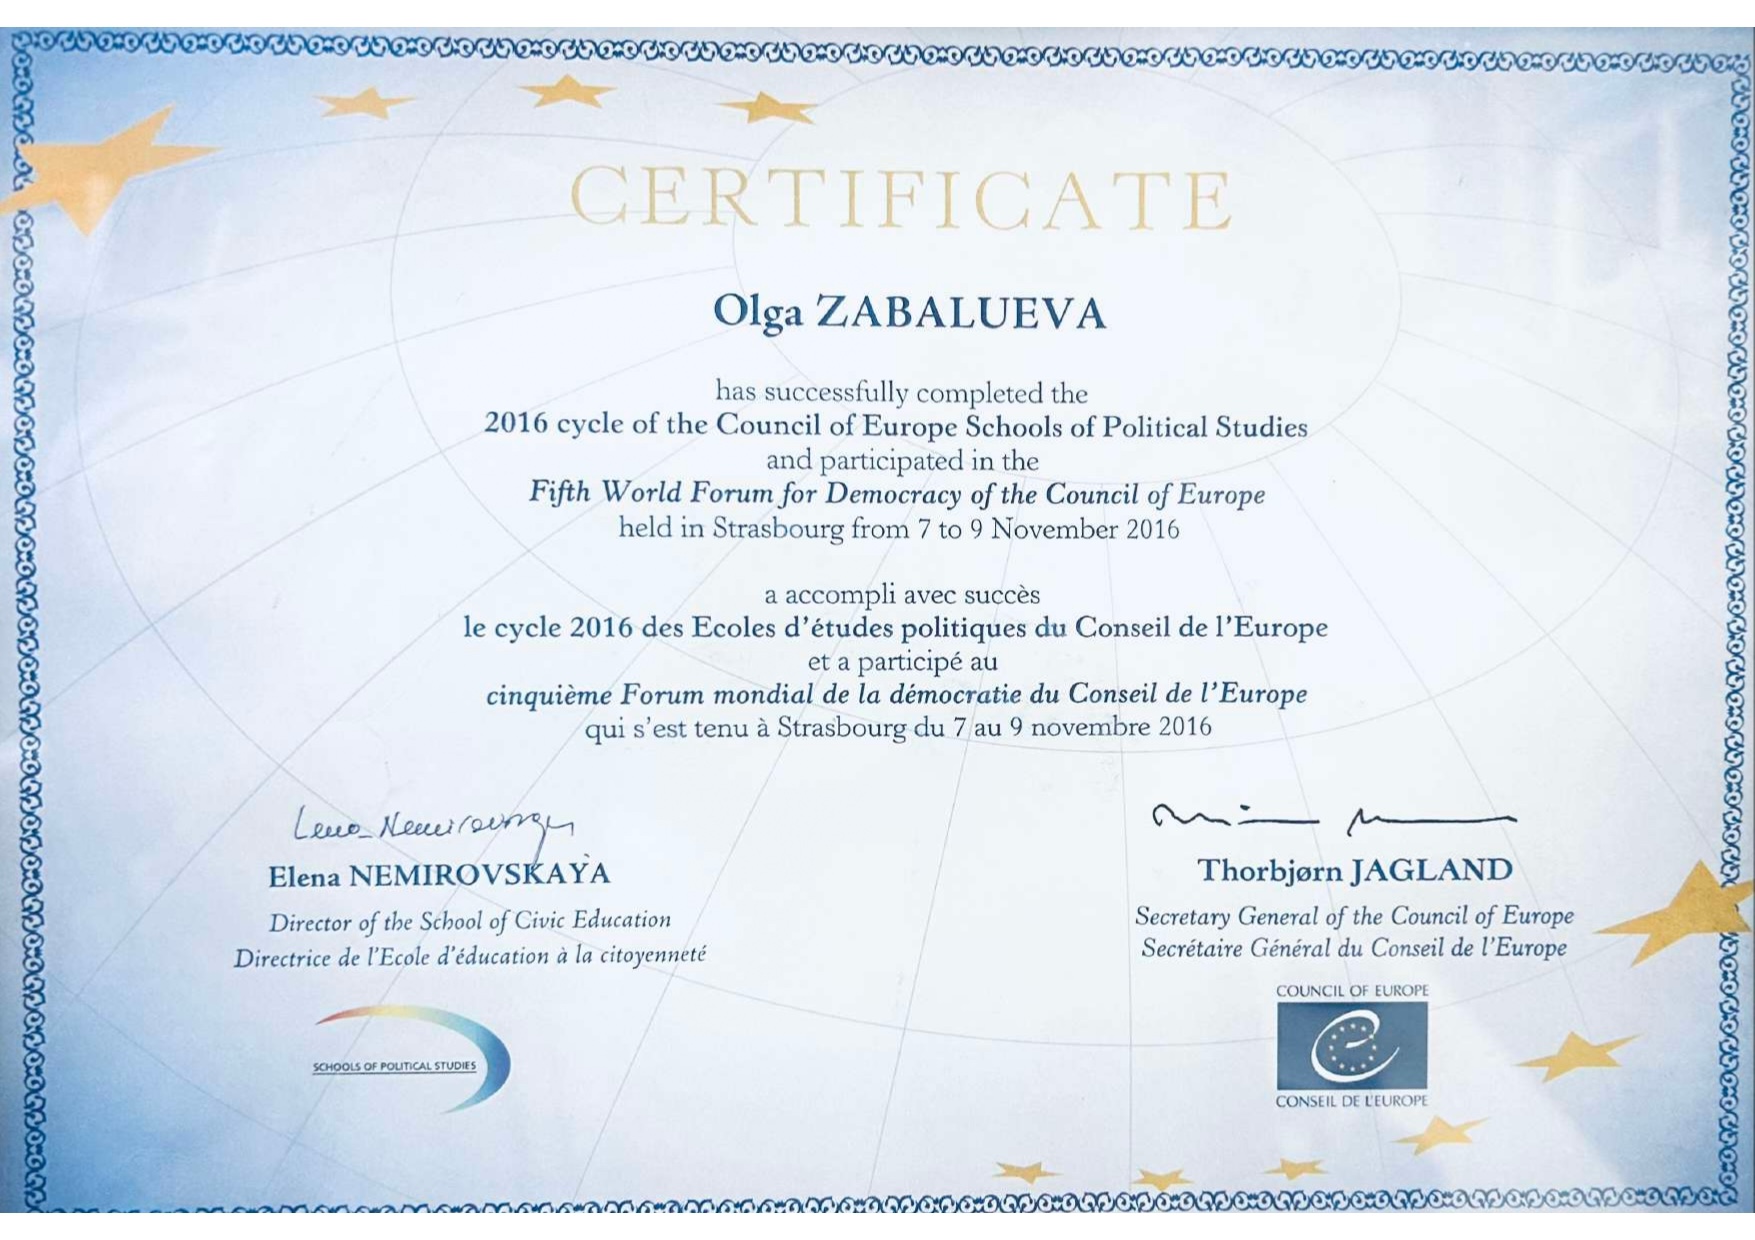 CERTIFICATE
Olga ZABALUEVA
has successfully completed the
2016 cycle of the Council of Europe Schools of Political Studies
and participated in the
Fifth World Forum for Democracy of the Council of Europe
held in Strasbourg from 7 to 9 November 2016
a accompli avec succès
le cycle 2016 des Ecoles d'études politiques du Conseil de l'Europe
et a participé au
cinquième Forum mondial de la démocratie du Conseil de l'Europe
qui s'est tenu à Strasbourg du 7 au 9 novembre 2016
Elena NEMIROVSKAYA
Director of the School of Civic Education
Directrice de l'Ecole d'éducation à la citoyenneté
SCHOOLS OF POLITICAL STUDIES
Thorbjørn JAGLAND
Secretary General of the Council of Europe
Secrétaire Général du Conseil de l'Europe
COUNCIL OF EUROPE
CONSEIL DE L'EUROPE